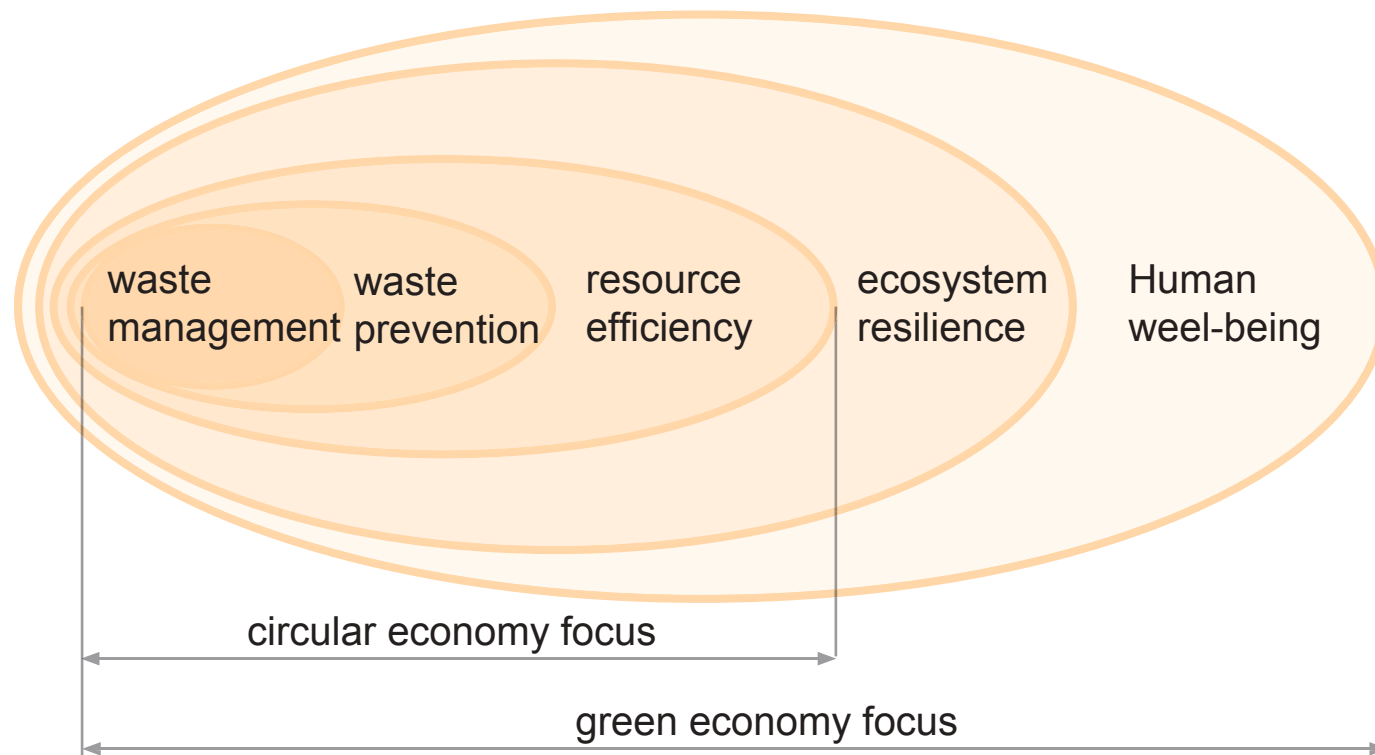 waste
management
waste
prevention
resource
efficiency
ecosystem
resilience
Human
weel-being
circular economy focus
green economy focus